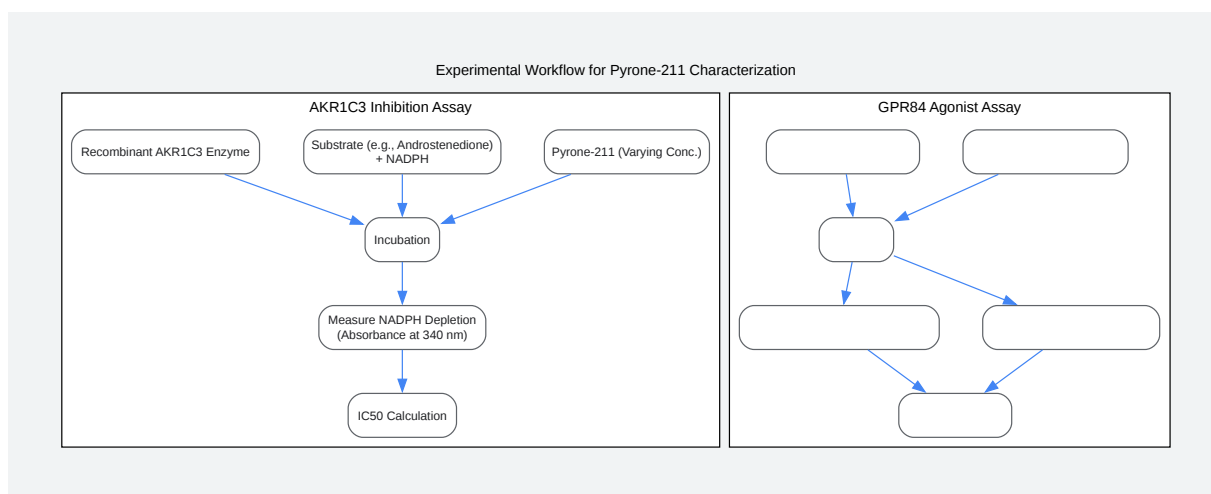 Experimental Workflow for Pyrone-211 Characterization
AKR1C3 Inhibition Assay
Recombinant AKR1C3 Enzyme
Substrate (e.g., Androstenedione)
+ NADPH
Pyrone-211 (Varying Conc.)
Incubation
Measure NADPH Depletion
(Absorbance at 340 nm)
IC50 Calculation
GPR84 Agonist Assay